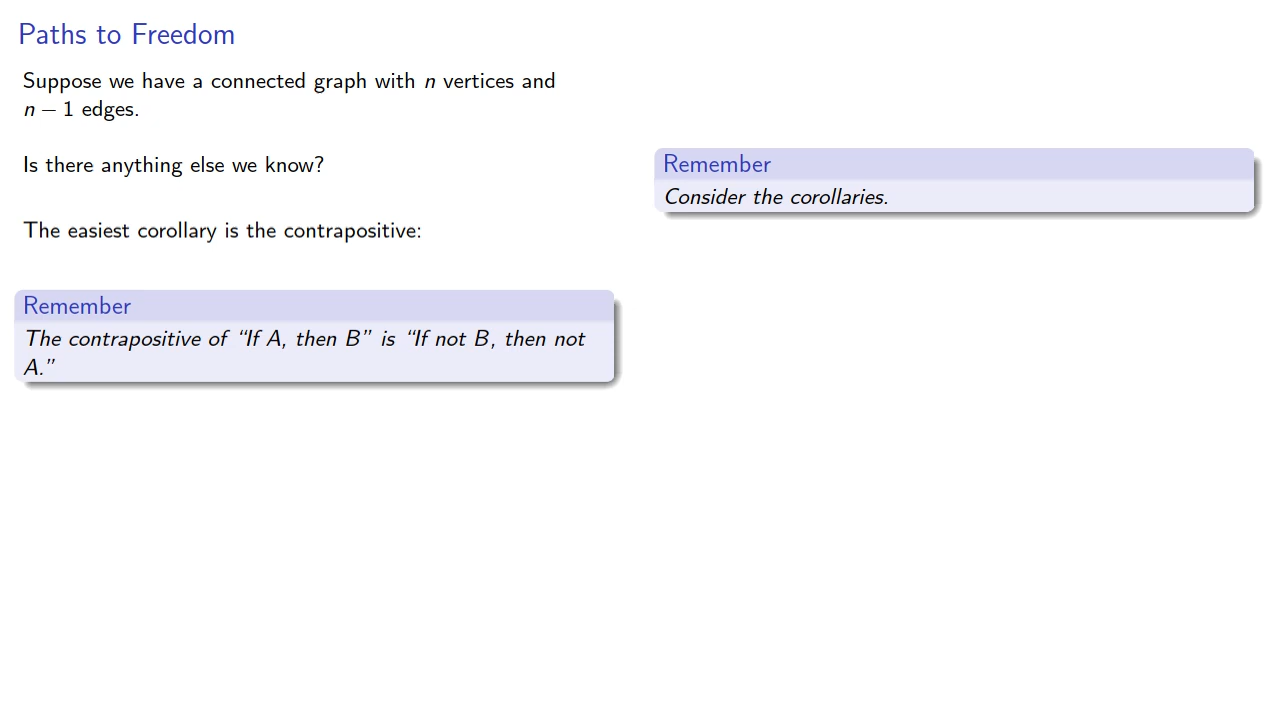 Paths to Freedom
Suppose we have a connected graph with n vertices and
n − 1 edges.
Is there anything else we know?
Remember
Consider the corollaries.
The easiest corollary is the contrapositive:
Remember
The contrapositive of “If A, then B” is “If not B, then not
A.”